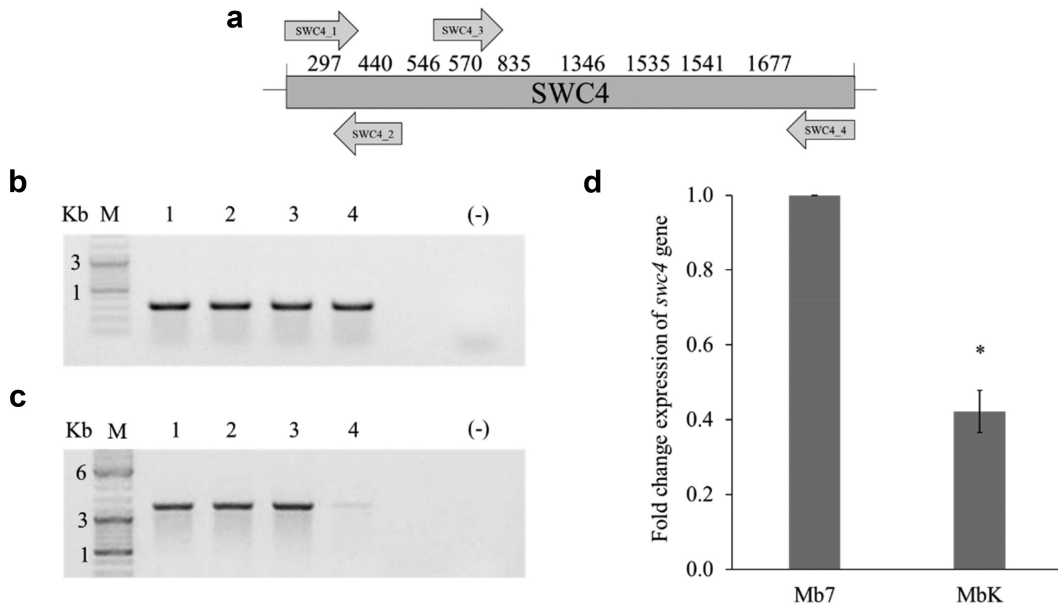 a
SWC4_1
SWC4_3
297 440 546 570 835 1346 1535 1541 1677
SWC4
SWC4_2
SWC4_4
b
Kb M 1 2 3 4 (-)
3
1
c
Kb M 1 2 3 4 (-)
6
3
1
d
Fold change expression of swc4 gene
1.0
0.8
0.6
0.4
0.2
0.0
*
Mb7 MbK